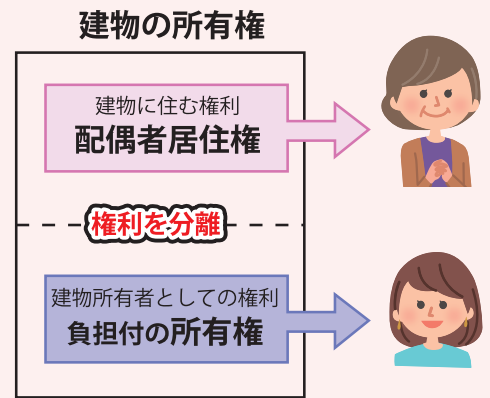 建物の所有権
建物に住む権利
配偶者居住権
権利を分離
建物所有者としての権利
負担付の所有権